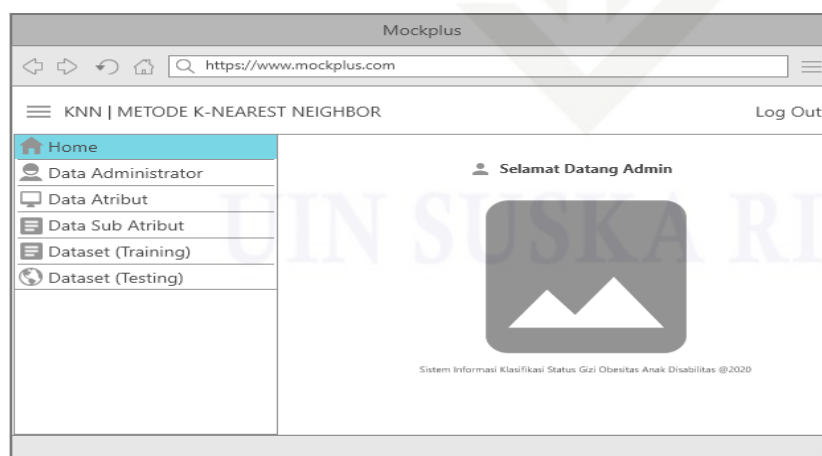 Mockplus
https://www.mockplus.com
KNN | METODE K-NEAREST NEIGHBOR
Log Out
Home
Data Administrator
Data Atribut
Data Sub Atribut
Dataset (Training)
Dataset (Testing)
Selamat Datang Admin
UIN SUSKA RI
Sistem Informasi Klasifikasi Status Gizi Obesitas Anak Disabilitas @2020